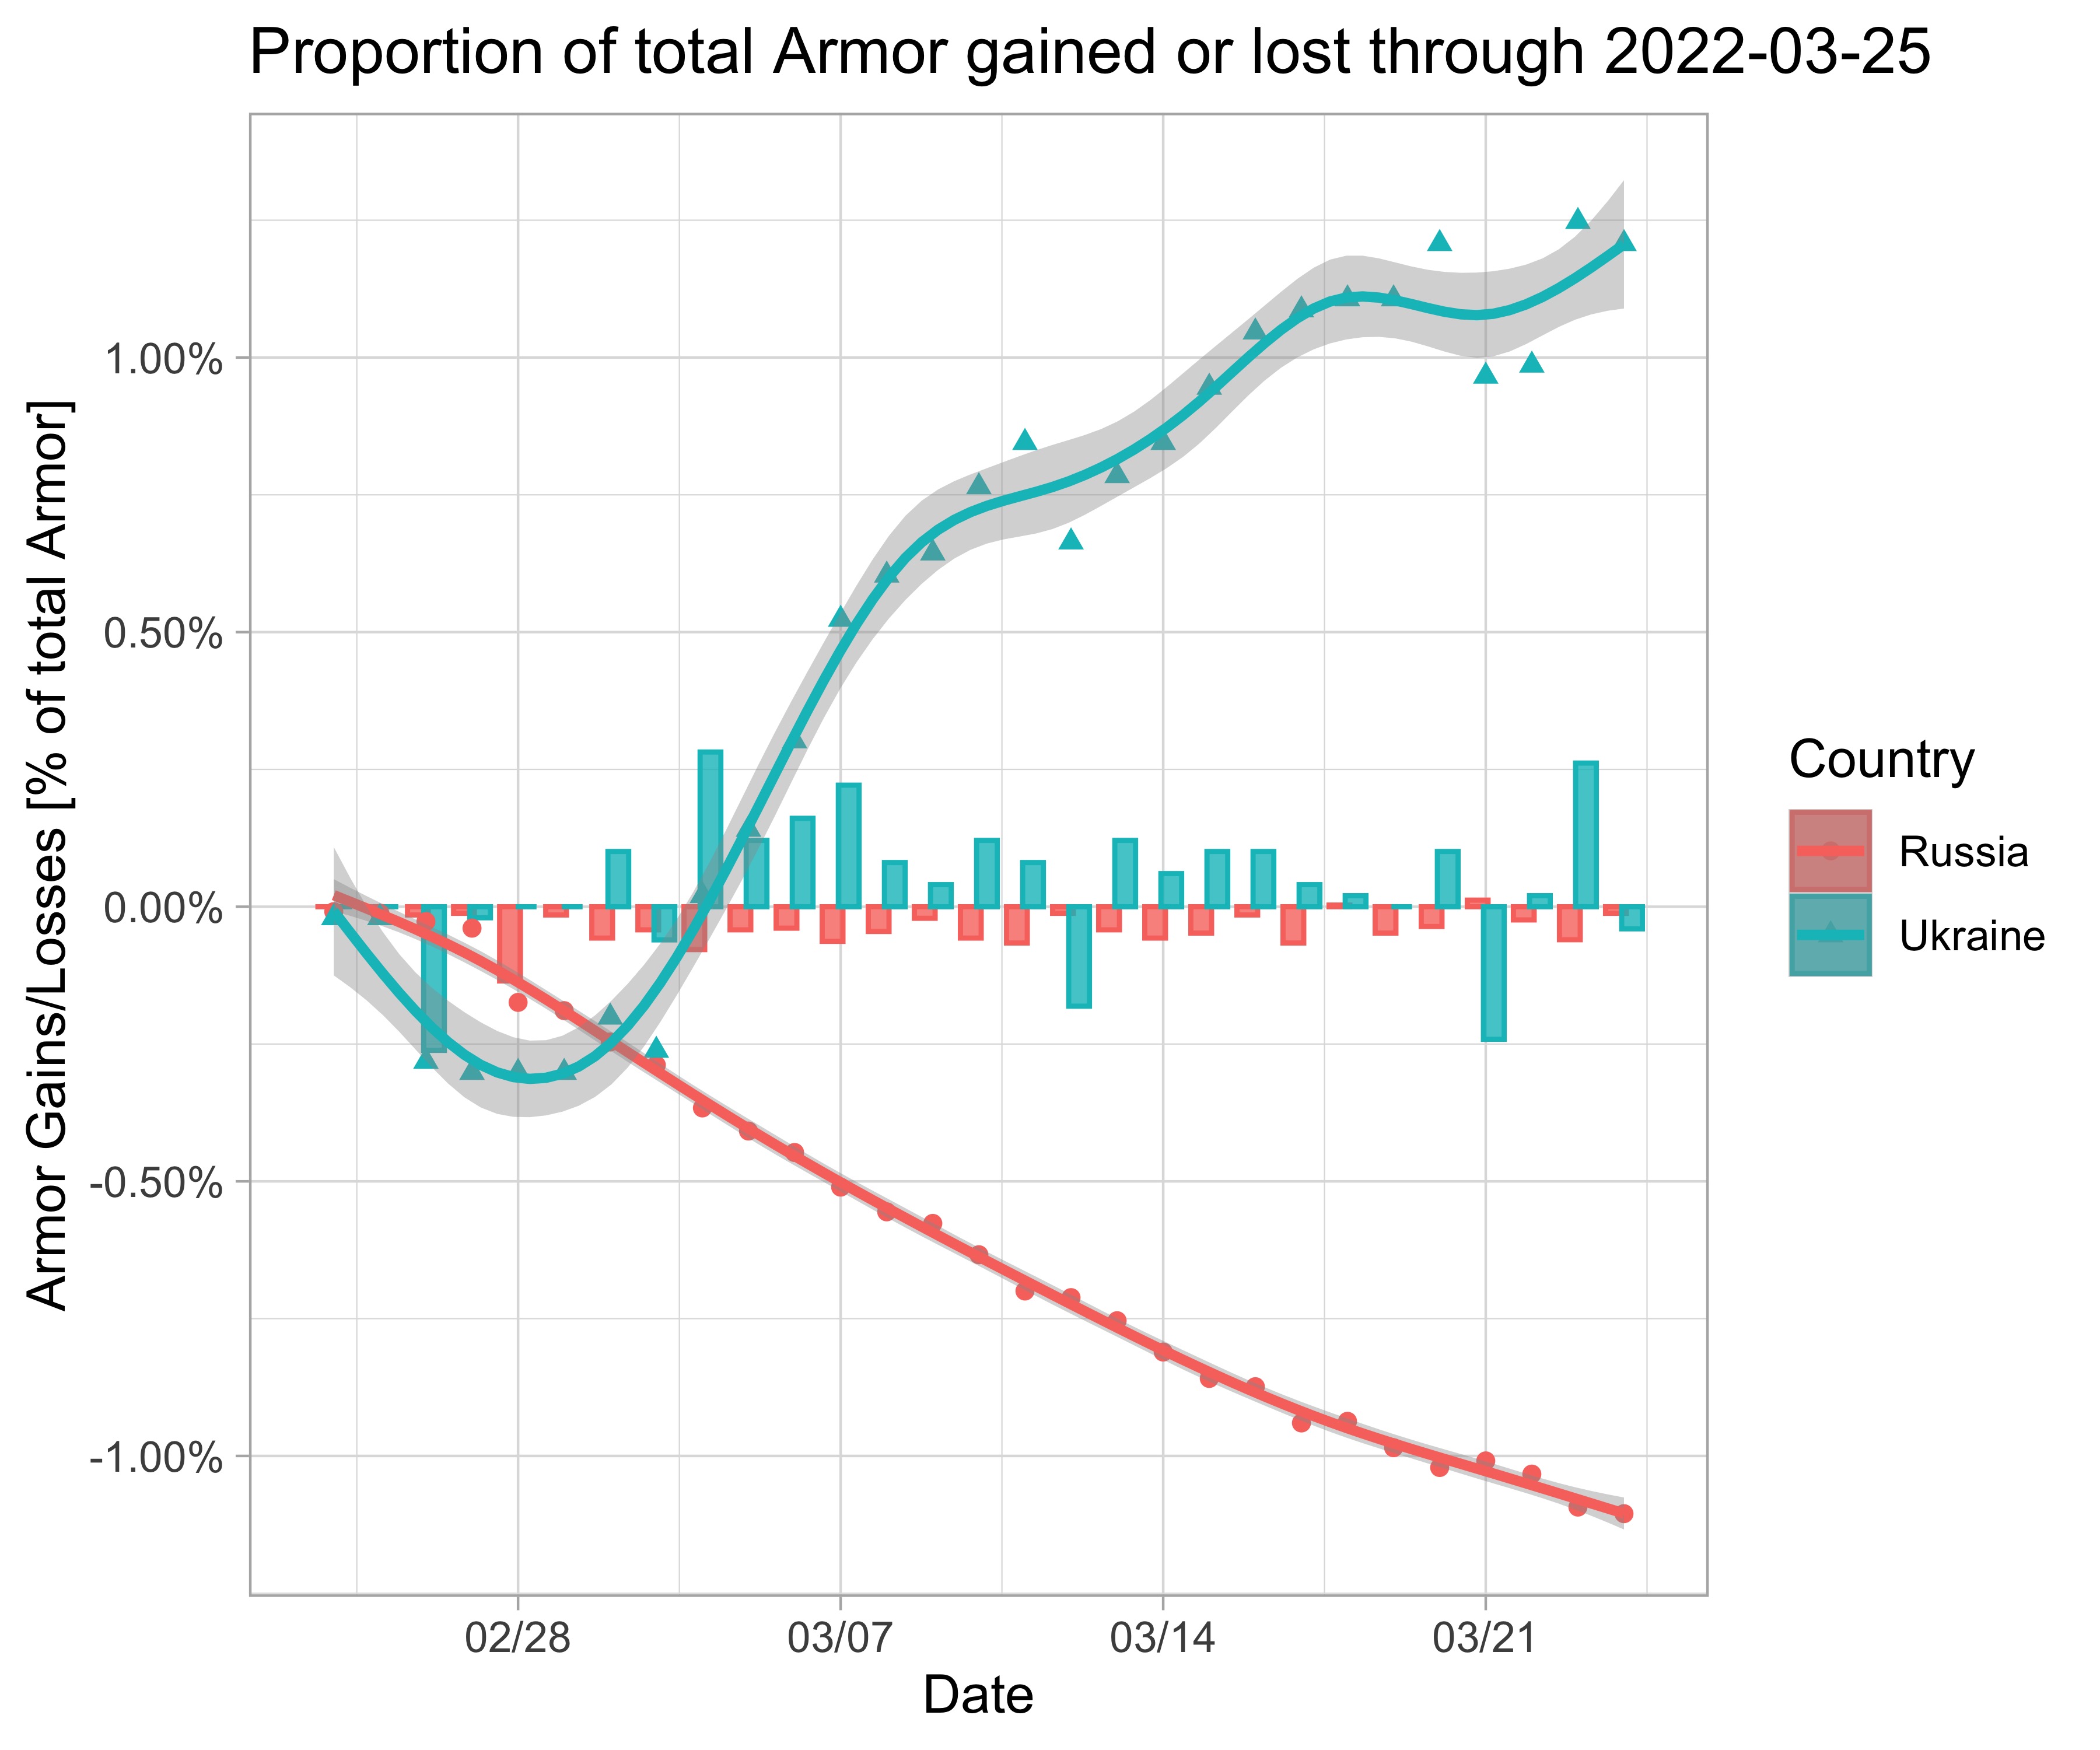 Proportion of total Armor gained or lost through 2022-03-25
Armor Gains/Losses [% of total Armor]
1.00%
0.50%
0.00%
-0.50%
-1.00%
02/28
03/07
03/14
03/21
Date
Country
Russia
Ukraine